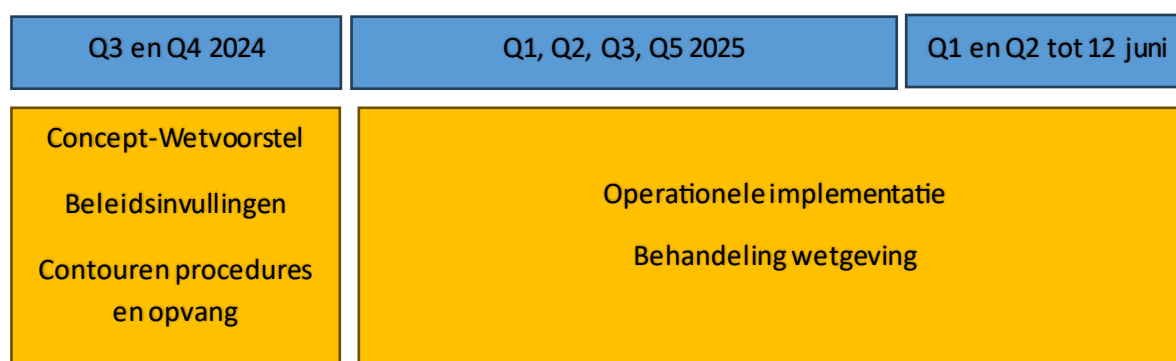 Q3 en Q4 2024
Q1, Q2, Q3, Q5 2025
Q1 en Q2 tot 12 juni
Concept-Wetvoorstel
Beleidsinvullingen
Contouren procedures
en opvang
Operationele implementatie
Behandeling wetgeving